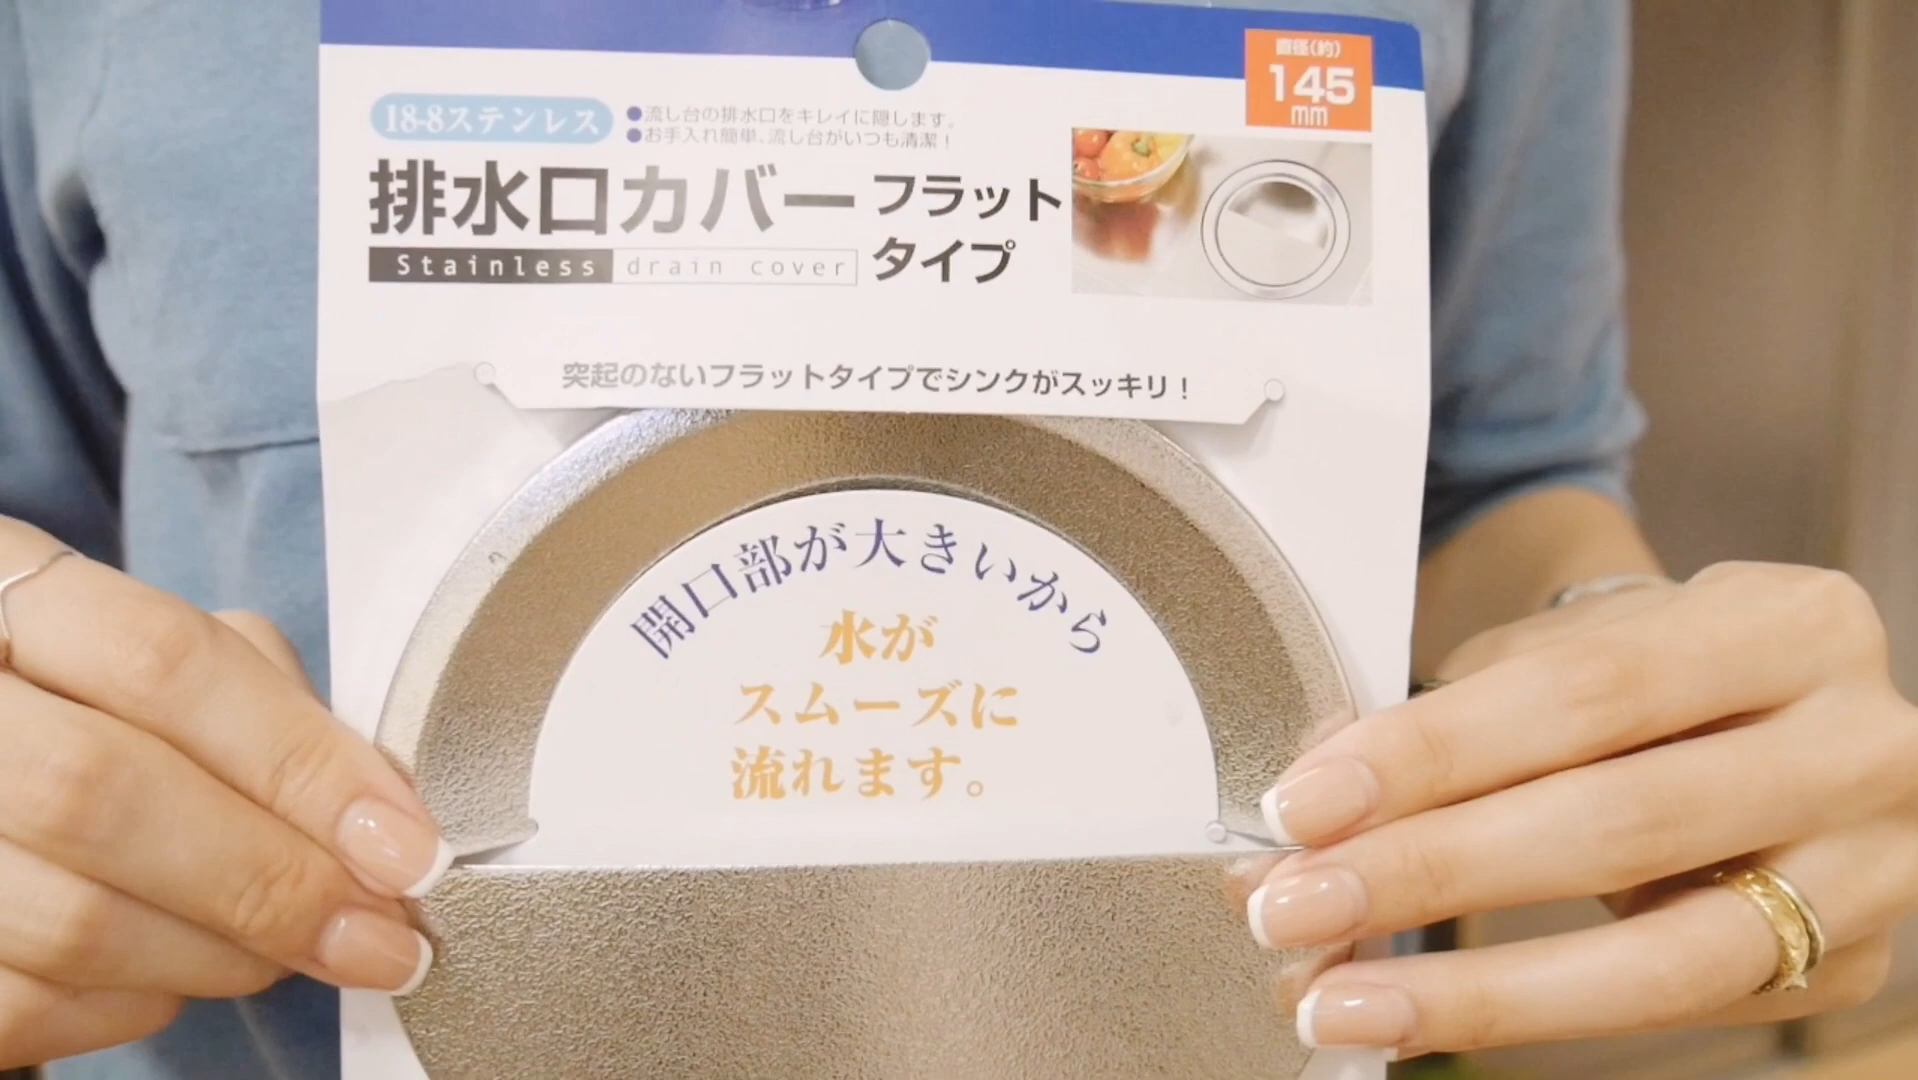 直径(約)
145
mm
18-8ステンレス
●流し台の排水口をキレイに隠します。
●お手入れ簡単、流し台がいつも清潔！
排水口カバー フラット
タイプ
Stainless drain cover
突起のないフラットタイプでシンクがスッキリ！
開口部が大きいから
水が
スムーズに
流れます。